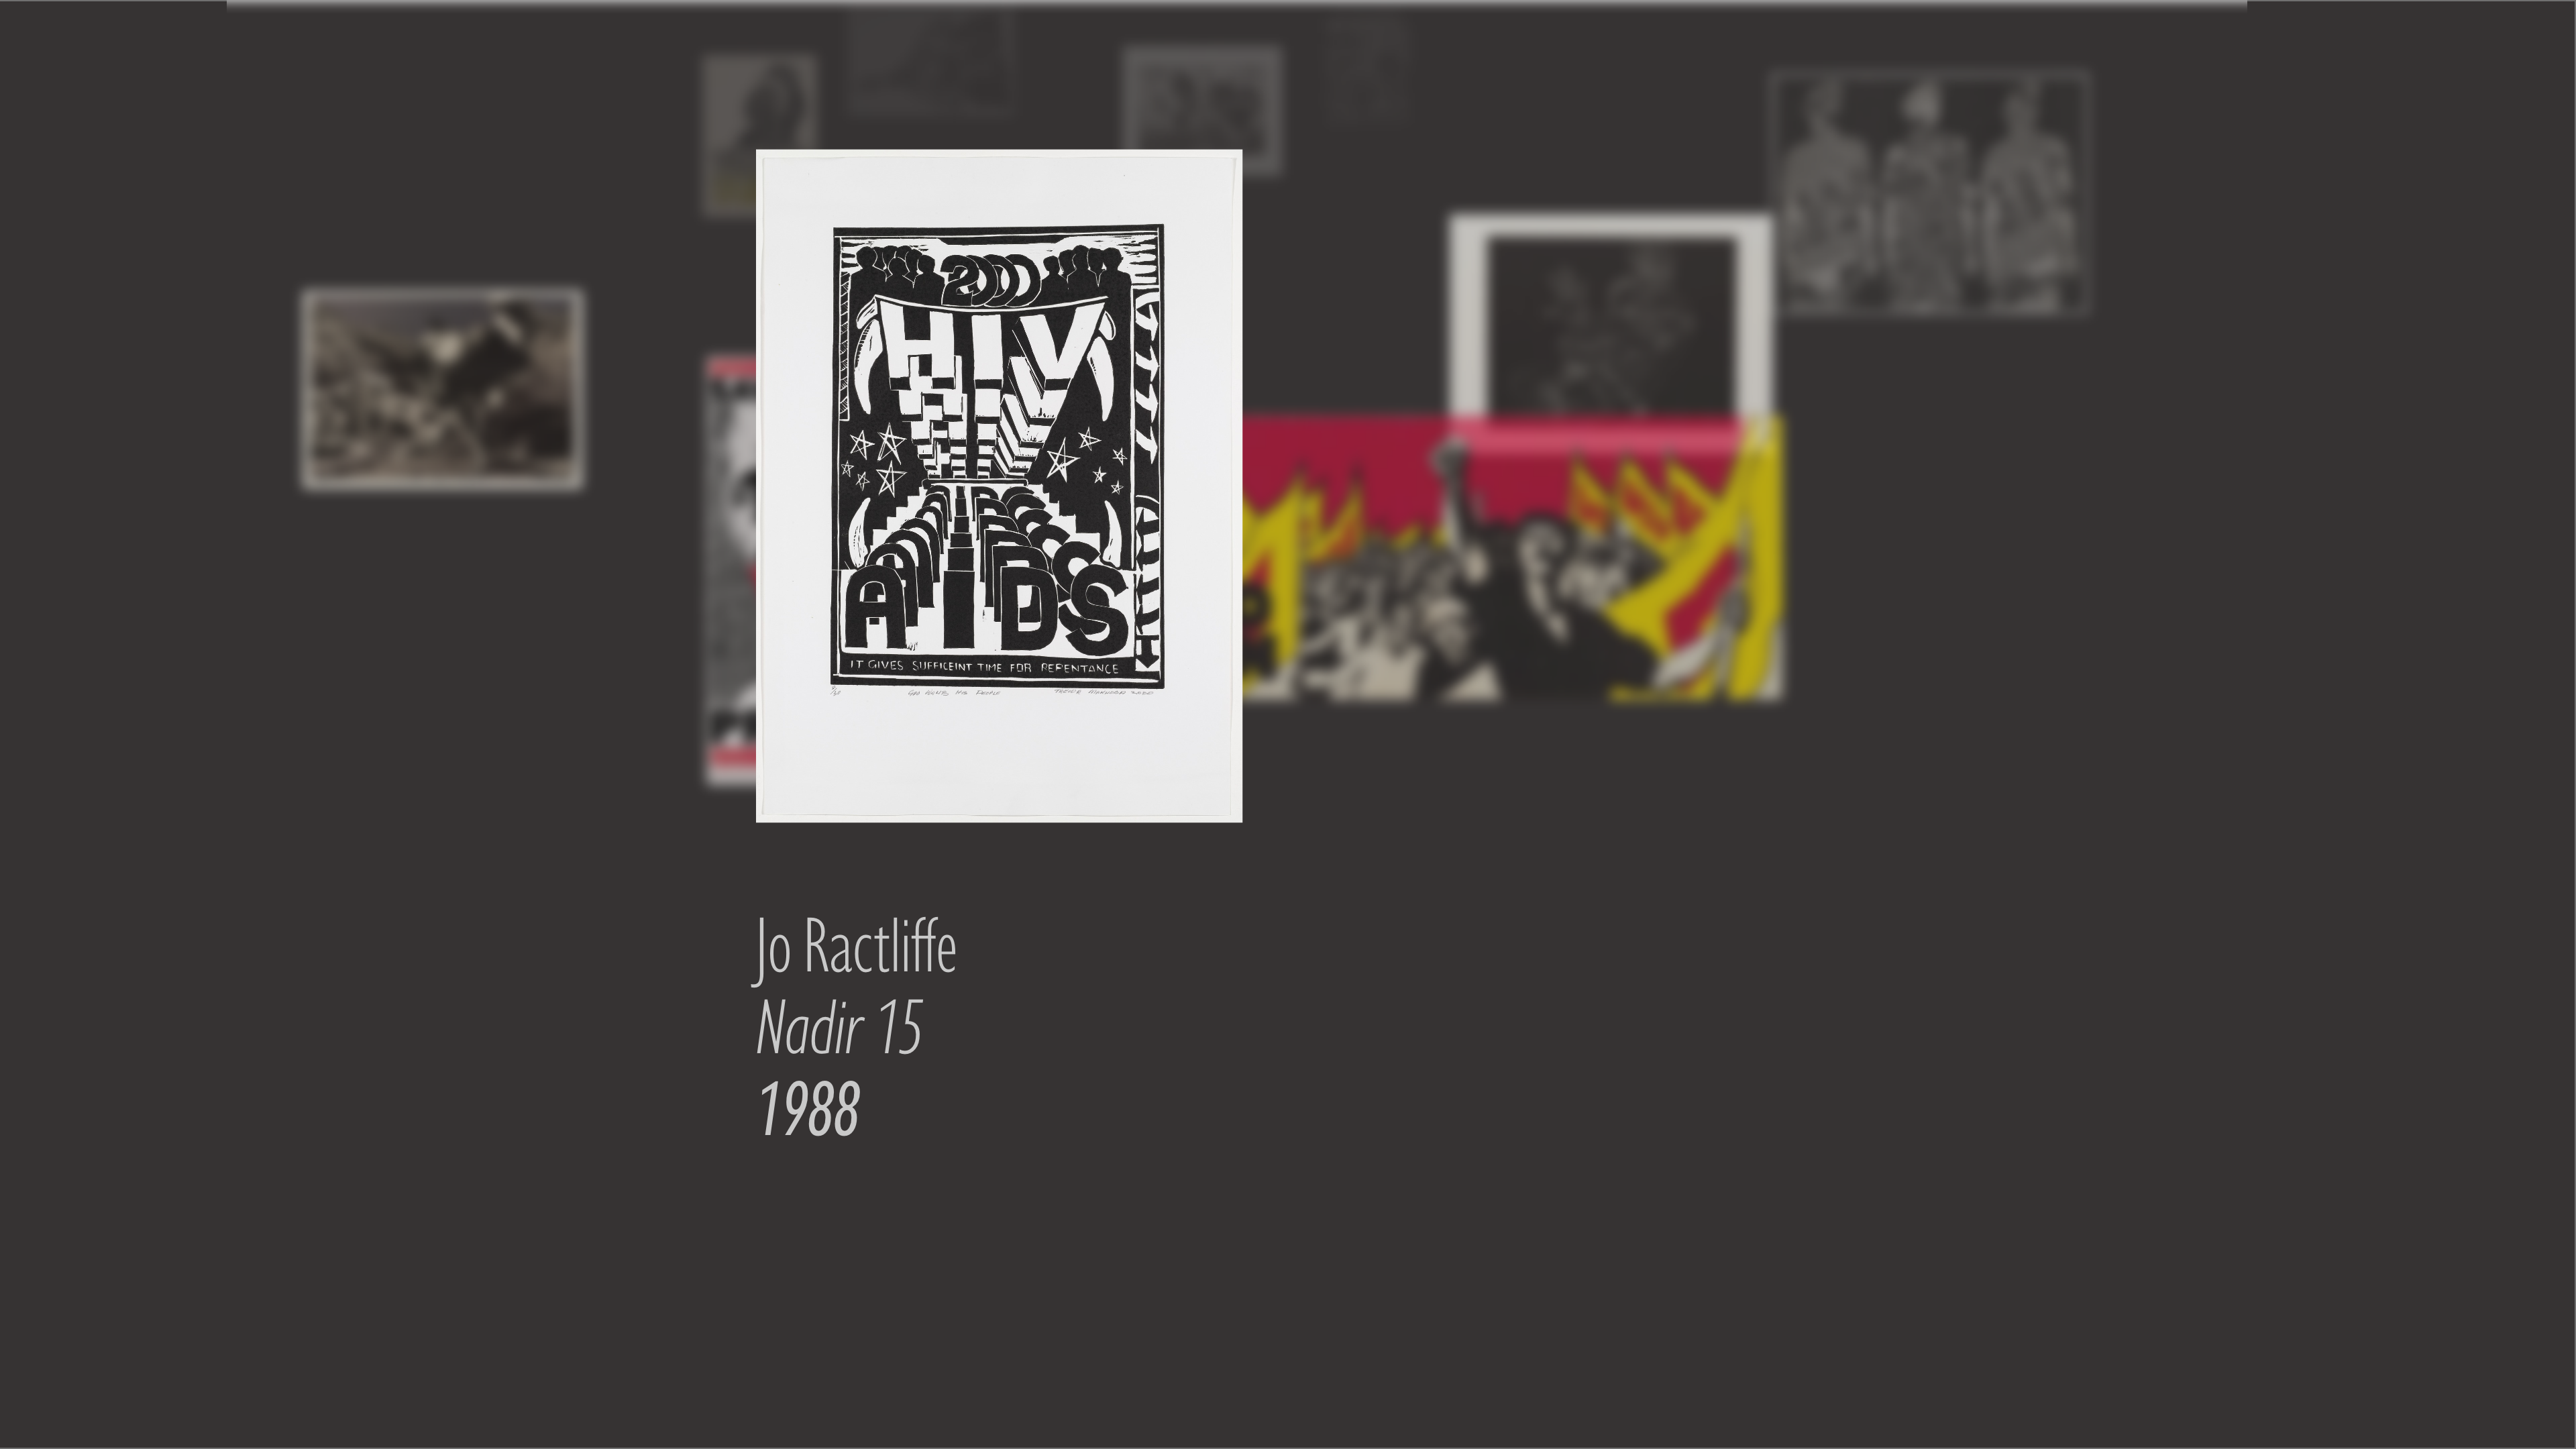 2000
HIV
AIDS
IT GIVES SUFFICEINT TIME FOR REPENTANCE
Jo Ractliffe
Nadir 15
1988